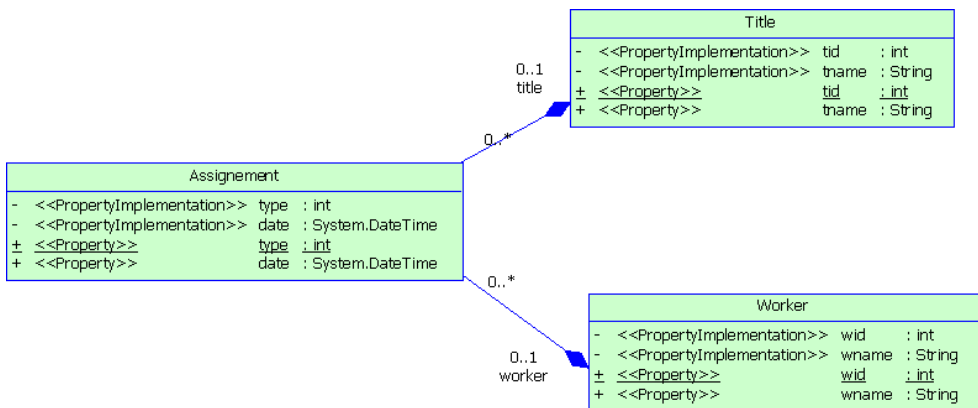 Title
- <<PropertyImplementation>> tid : int
- <<PropertyImplementation>> tname : String
+ <<Property>> tid : int
+ <<Property>> tname : String
0..1
title
0..*
Assignement
- <<PropertyImplementation>> type : int
- <<PropertyImplementation>> date : System.DateTime
+ <<Property>> type : int
+ <<Property>> date : System.DateTime
0..*
0..1
worker
Worker
- <<PropertyImplementation>> wid : int
- <<PropertyImplementation>> wname : String
+ <<Property>> wid : int
+ <<Property>> wname : String